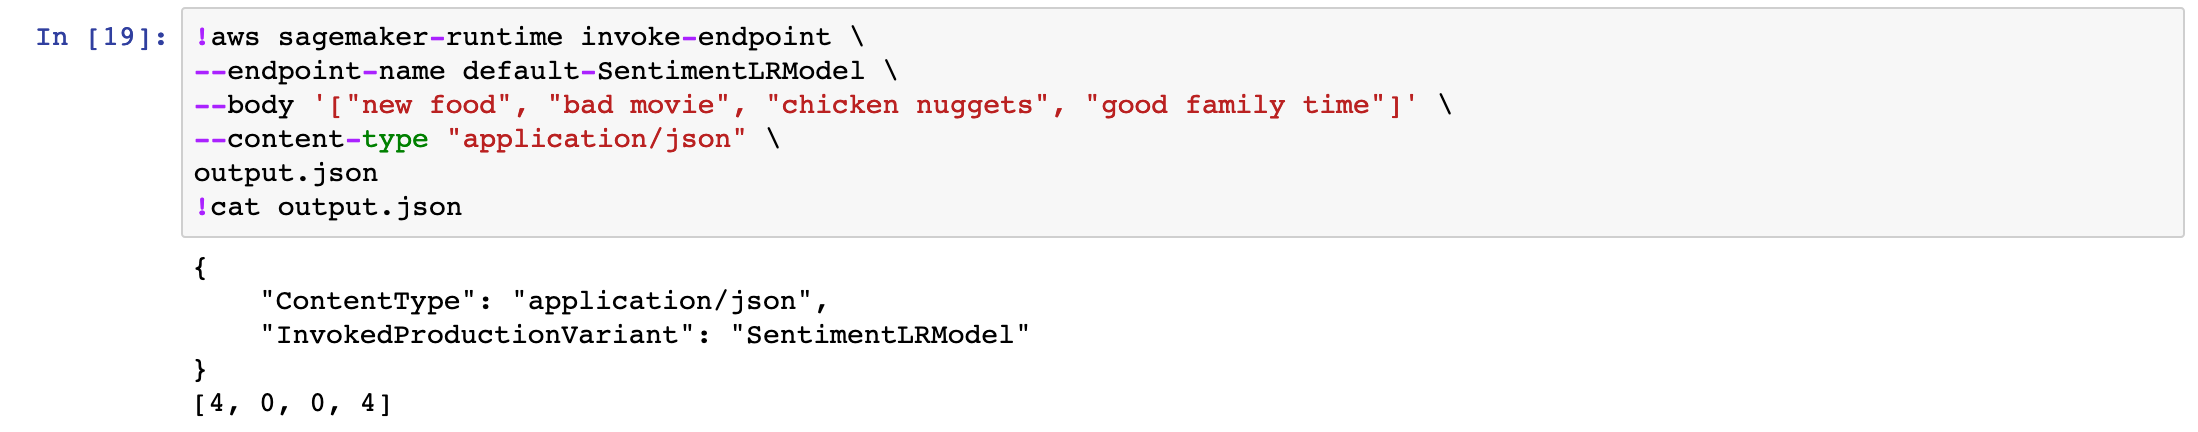 In [19]: !aws sagemaker-runtime invoke-endpoint \
--endpoint-name default-SentimentLRModel \
--body '["new food", "bad movie", "chicken nuggets", "good family time"]' \
--content-type "application/json" \
output.json
!cat output.json
{
    "ContentType": "application/json",
    "InvokedProductionVariant": "SentimentLRModel"
}
[4, 0, 0, 4]